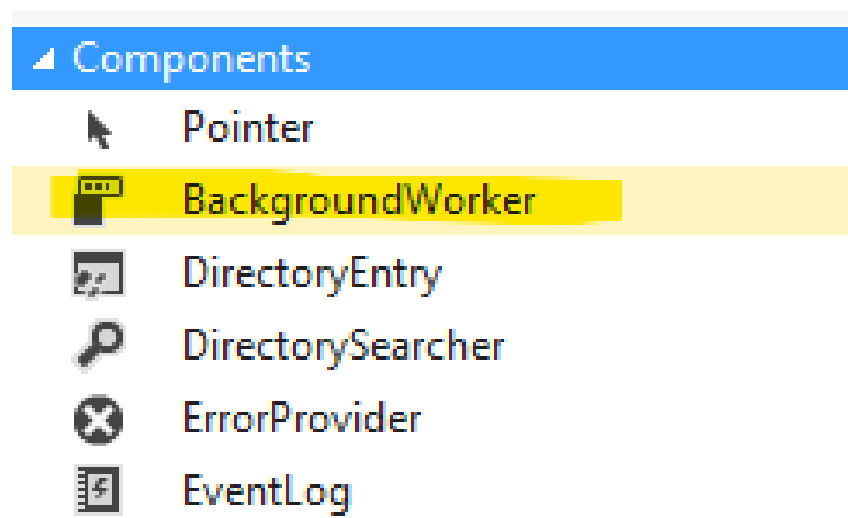 Components
Pointer
BackgroundWorker
DirectoryEntry
DirectorySearcher
ErrorProvider
EventLog